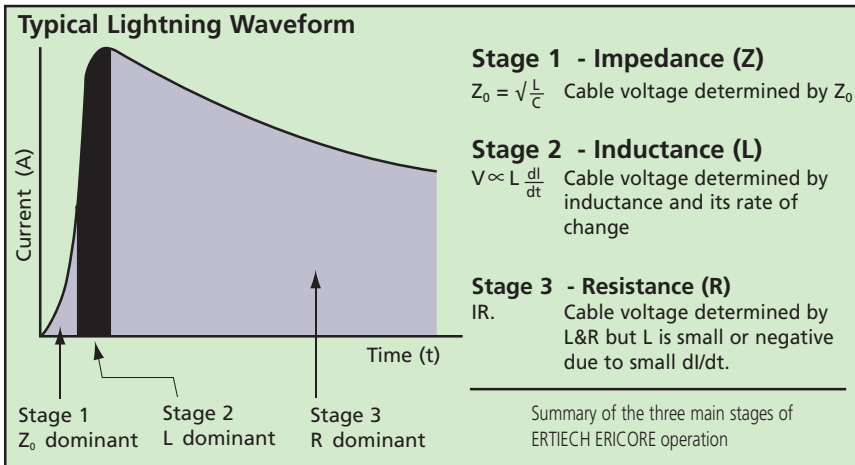 Typical Lightning Waveform
Current (A)
Time (t)
Stage 1
Z₀ dominant
Stage 2
L dominant
Stage 3
R dominant
Stage 1 - Impedance (Z)
Z₀ = √L/C Cable voltage determined by Z₀
Stage 2 - Inductance (L)
V ∝ L dI/dt Cable voltage determined by
inductance and its rate of
change
Stage 3 - Resistance (R)
IR. Cable voltage determined by
L&R but L is small or negative
due to small dI/dt.
Summary of the three main stages of
ERTIECH ERICORE operation